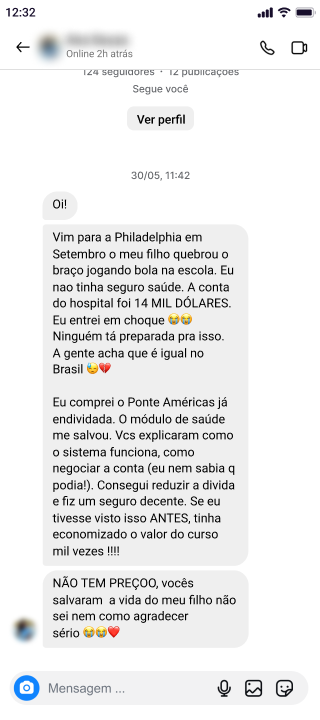 12:32
Online 2h atrás
124 seguidores · 12 publicações
Segue você
Ver perfil
30/05, 11:42
Oi!
Vim para a Philadelphia em
Setembro o meu filho quebrou o
braço jogando bola na escola. Eu
nao tinha seguro saúde. A conta
do hospital foi 14 MIL DÓLARES.
Eu entrei em choque 😭😭
Ninguém tá preparada pra isso.
A gente acha que é igual no
Brasil 😓💔
Eu comprei o Ponte Américas já
endividada. O módulo de saúde
me salvou. Vcs explicaram como
o sistema funciona, como
negociar a conta (eu nem sabia q
podia!). Consegui reduzir a divida
e fiz um seguro decente. Se eu
tivesse visto isso ANTES, tinha
economizado o valor do curso
mil vezes !!!!
NÃO TEM PREÇOO, vocês
salvaram a vida do meu filho não
sei nem como agradecer
sério 😭😭❤️
Mensagem ...